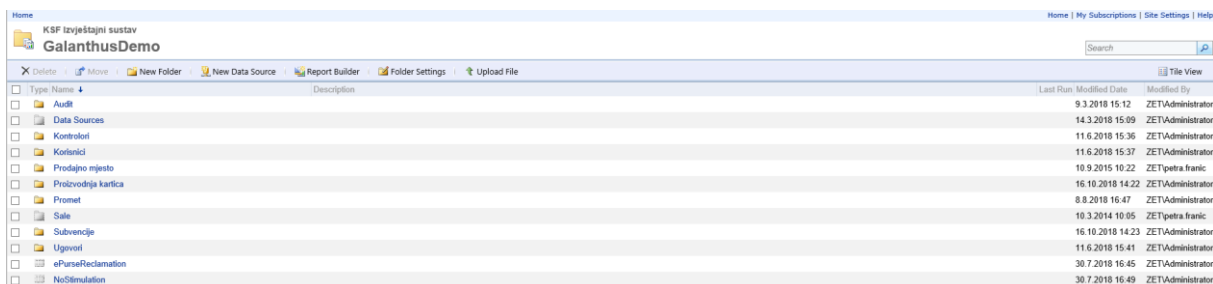 Home Home | My Subscriptions | Site Settings | Help
KSF Izvještajni sustav
GalanthusDemo
Search
Delete Move New Folder New Data Source Report Builder Folder Settings Upload File Tile View
Type Name Description Last Run Modified Date Modified By
Audit 9.3.2018 15:12 ZET\Administrator
Data Sources 14.3.2018 15:09 ZET\Administrator
Kontrolori 11.6.2018 15:36 ZET\Administrator
Korisnici 11.6.2018 15:37 ZET\Administrator
Prodajno mjesto 10.9.2015 10:22 ZET\petra.franic
Proizvodnja kartica 16.10.2018 14:22 ZET\Administrator
Promet 8.8.2018 16:47 ZET\Administrator
Sale 10.3.2014 10:05 ZET\petra.franic
Subvencije 16.10.2018 14:23 ZET\Administrator
Ugovori 11.6.2018 15:41 ZET\Administrator
ePurseReclamation 30.7.2018 16:45 ZET\Administrator
NoStimulation 30.7.2018 16:49 ZET\Administrator